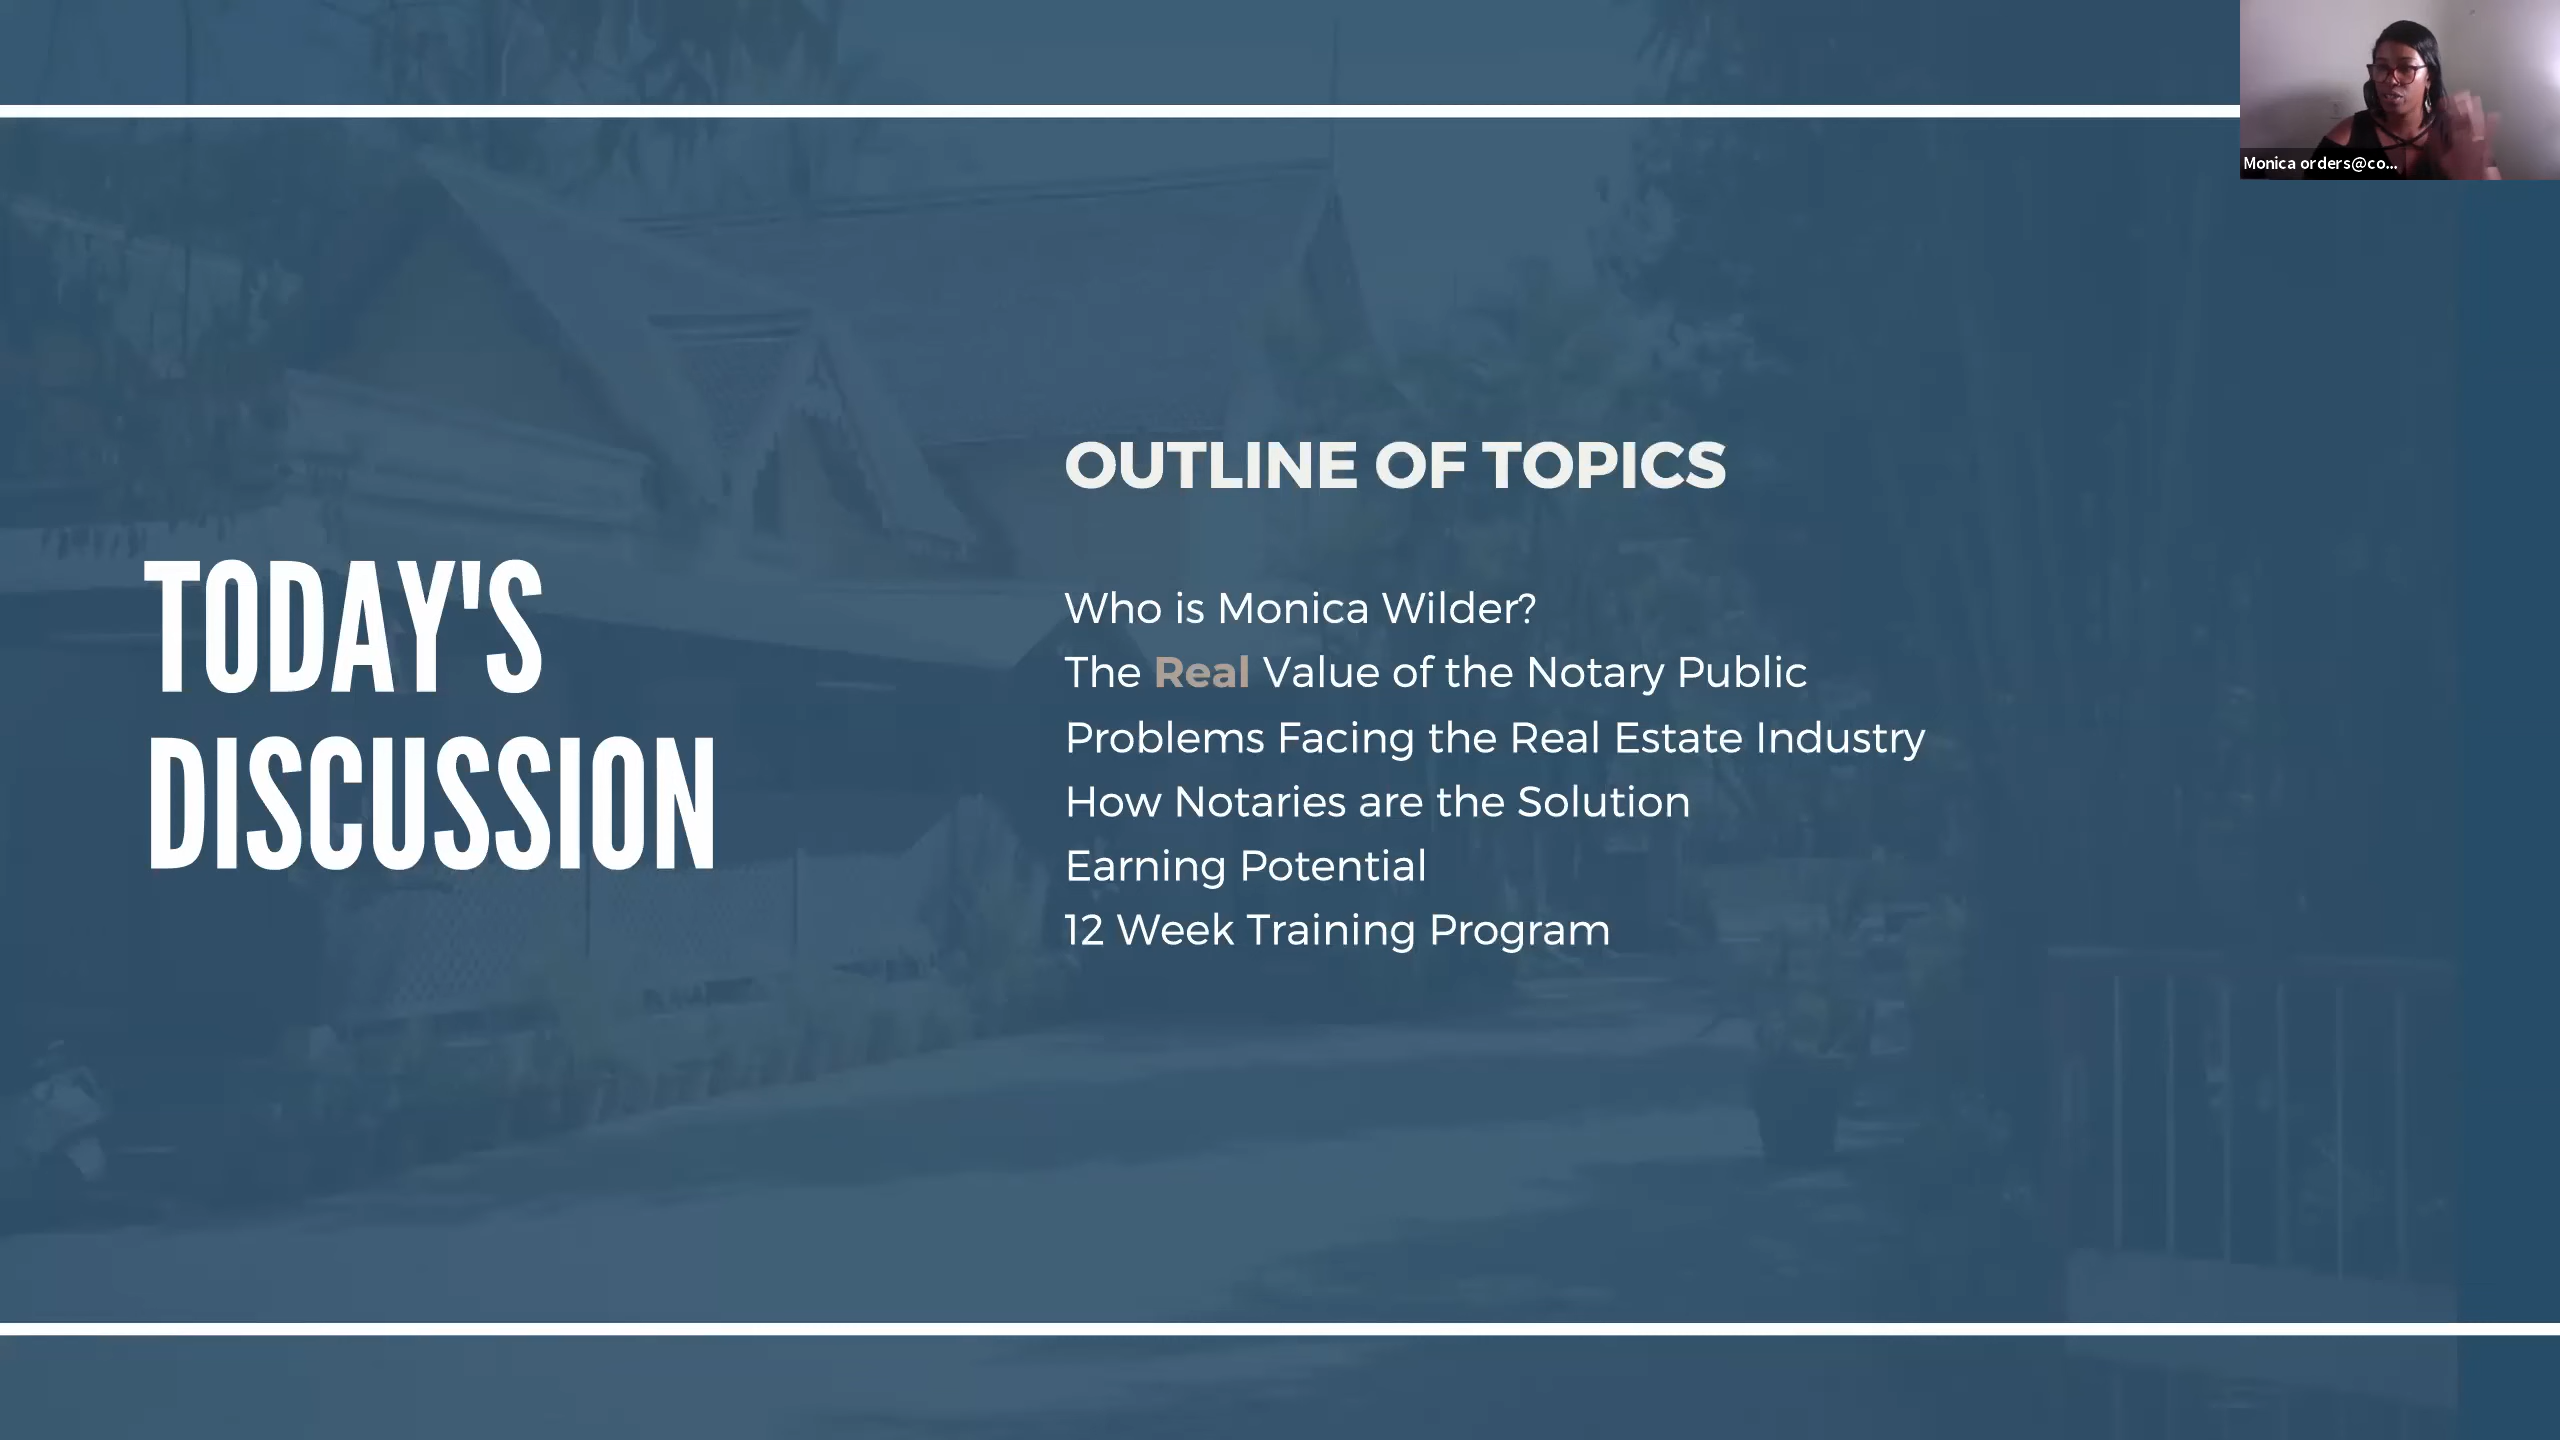 Monica orders@co...
TODAY'S
DISCUSSION
OUTLINE OF TOPICS
Who is Monica Wilder?
The Real Value of the Notary Public
Problems Facing the Real Estate Industry
How Notaries are the Solution
Earning Potential
12 Week Training Program